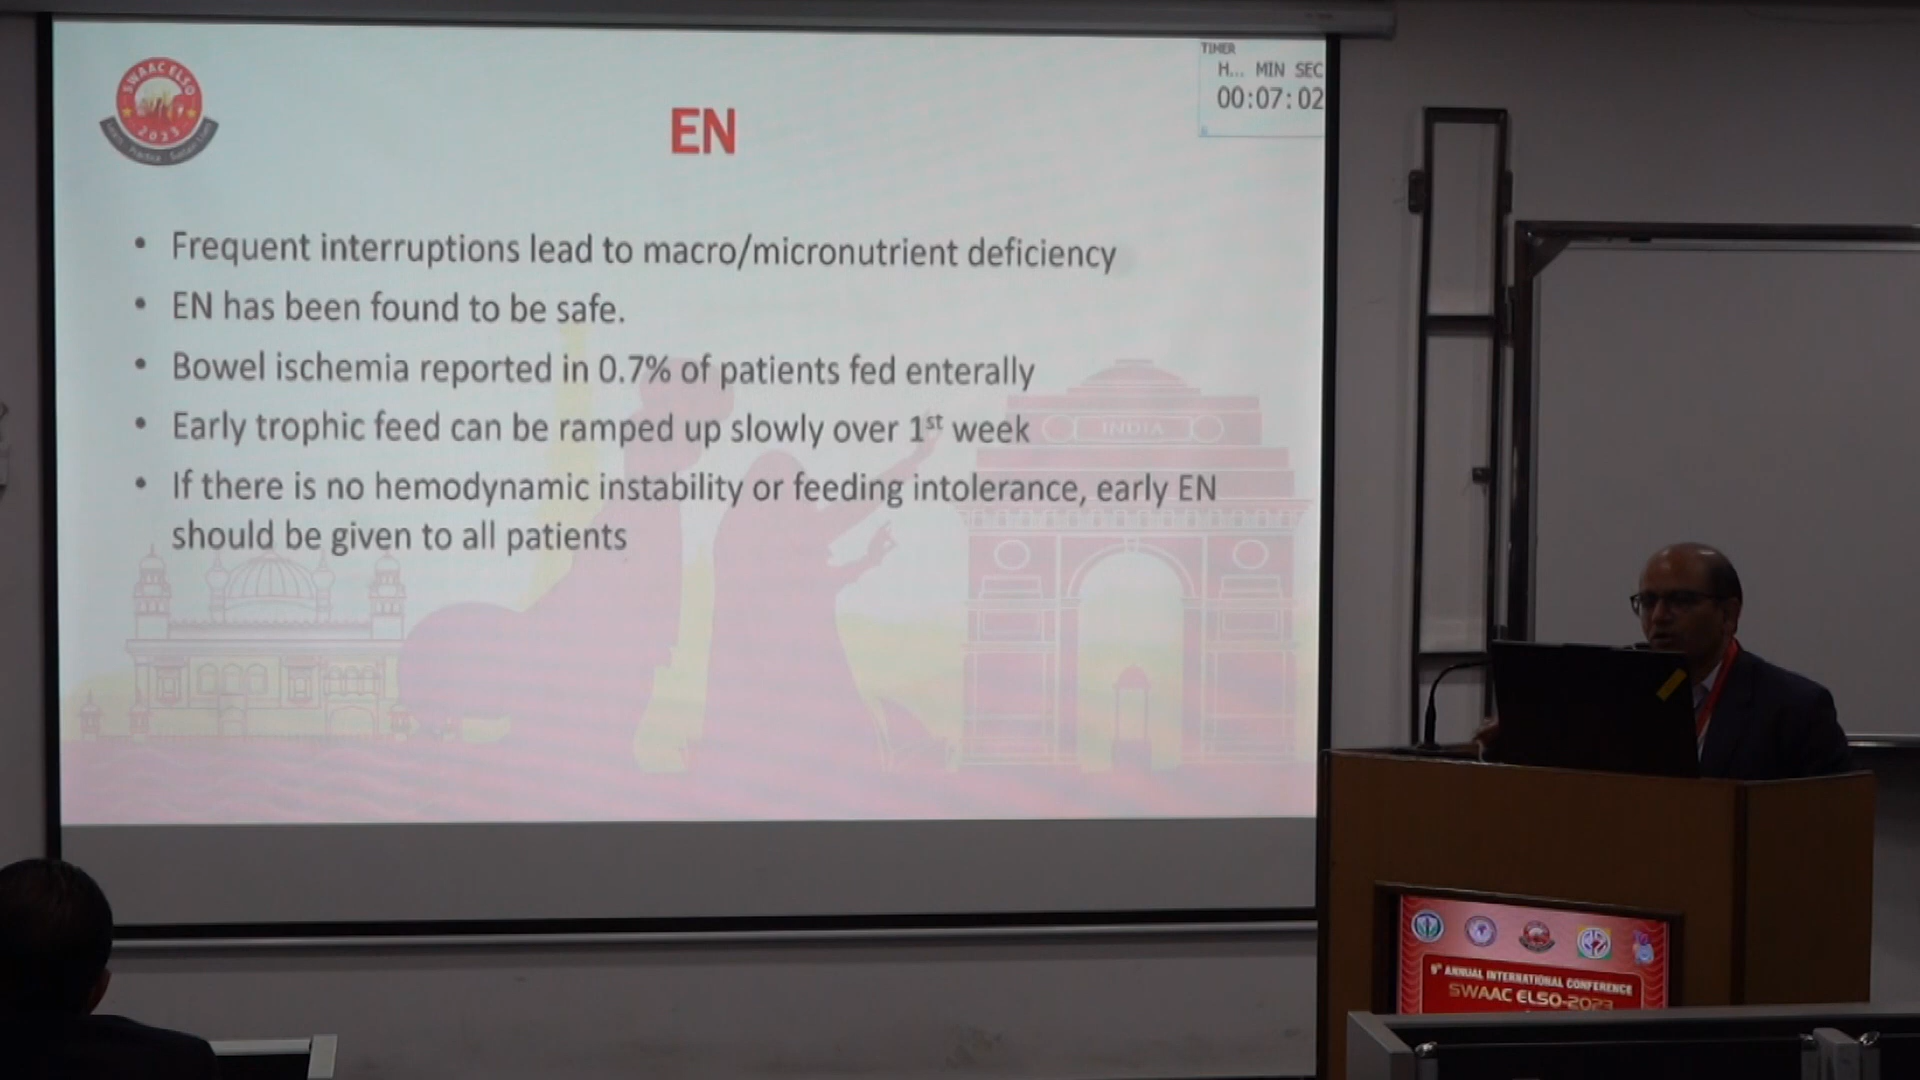 SWAAC ELSO
2023
TIMER
H... MIN SEC
00:07:02
EN
• Frequent interruptions lead to macro/micronutrient deficiency
• EN has been found to be safe.
• Bowel ischemia reported in 0.7% of patients fed enterally
• Early trophic feed can be ramped up slowly over 1st week
• If there is no hemodynamic instability or feeding intolerance, early EN
should be given to all patients
INDIA
9th ANNUAL INTERNATIONAL CONFERENCE
SWAAC ELSO-2023